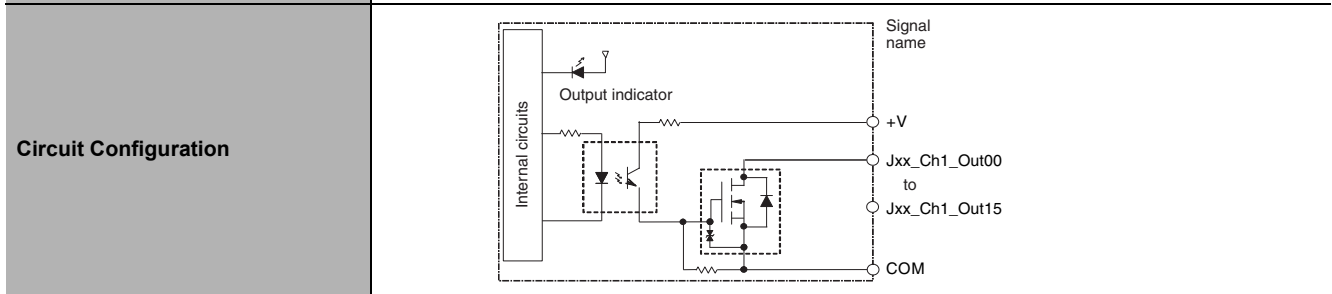 Circuit Configuration
Internal circuits
Output indicator
Signal
name
+V
Jxx_Ch1_Out00
to
Jxx_Ch1_Out15
COM